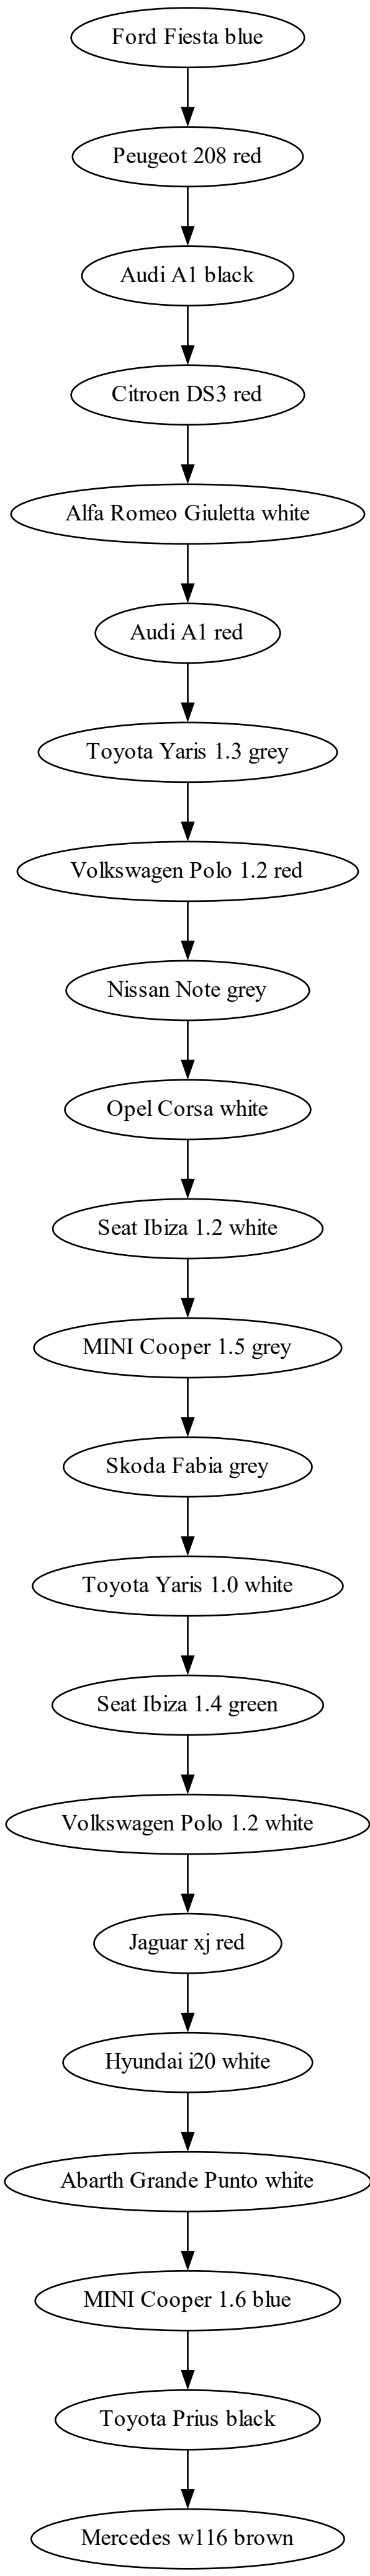 Ford Fiesta blue
Peugeot 208 red
Audi A1 black
Citroen DS3 red
Alfa Romeo Giuletta white
Audi A1 red
Toyota Yaris 1.3 grey
Volkswagen Polo 1.2 red
Nissan Note grey
Opel Corsa white
Seat Ibiza 1.2 white
MINI Cooper 1.5 grey
Skoda Fabia grey
Toyota Yaris 1.0 white
Seat Ibiza 1.4 green
Volkswagen Polo 1.2 white
Jaguar xj red
Hyundai i20 white
Abarth Grande Punto white
MINI Cooper 1.6 blue
Toyota Prius black
Mercedes w116 brown